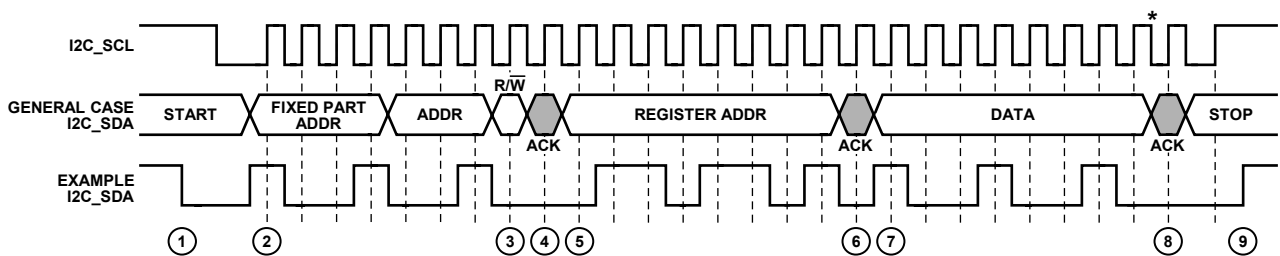 *
I2C_SCL
R/W̅
GENERAL CASE
I2C_SDA
START
FIXED PART
ADDR
ADDR
REGISTER ADDR
DATA
STOP
ACK
ACK
ACK
EXAMPLE
I2C_SDA
1 2 3 4 5 6 7 8 9